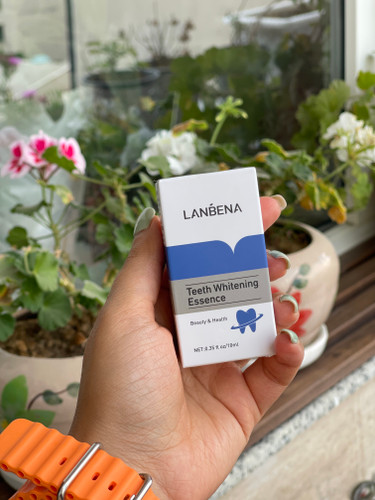 LANBENA
Teeth Whitening
Essence
Beauty & Health
NET 0.35 fl.oz/10ml